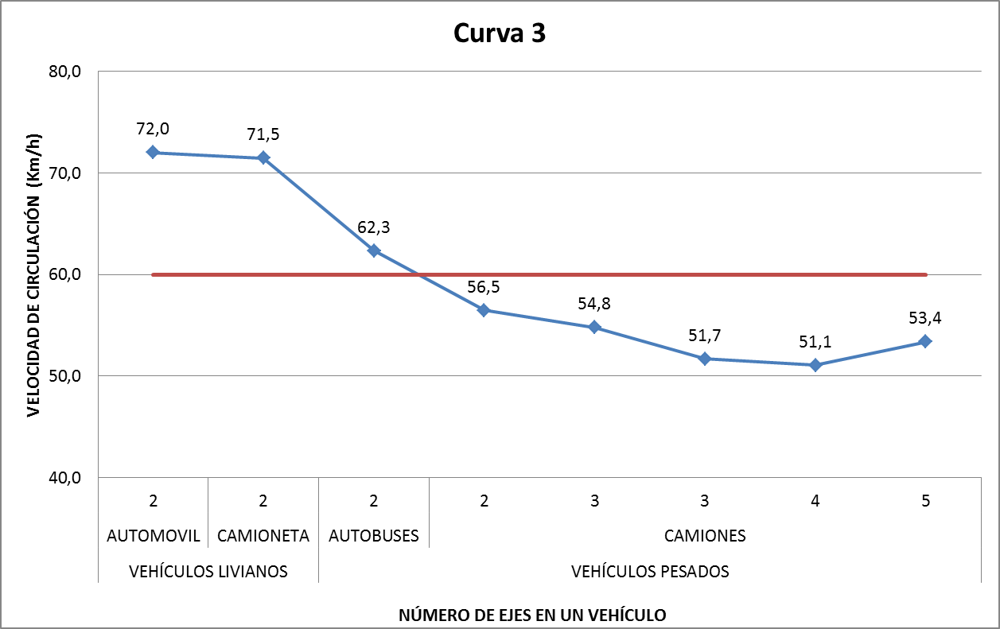 Curva 3
VELOCIDAD DE CIRCULACIÓN (Km/h)
80,0
70,0
60,0
50,0
40,0
72,0
71,5
62,3
56,5
54,8
51,7
51,1
53,4
2 2 2 2 3 3 4 5
AUTOMOVIL CAMIONETA AUTOBUSES CAMIONES
VEHÍCULOS LIVIANOS VEHÍCULOS PESADOS
NÚMERO DE EJES EN UN VEHÍCULO